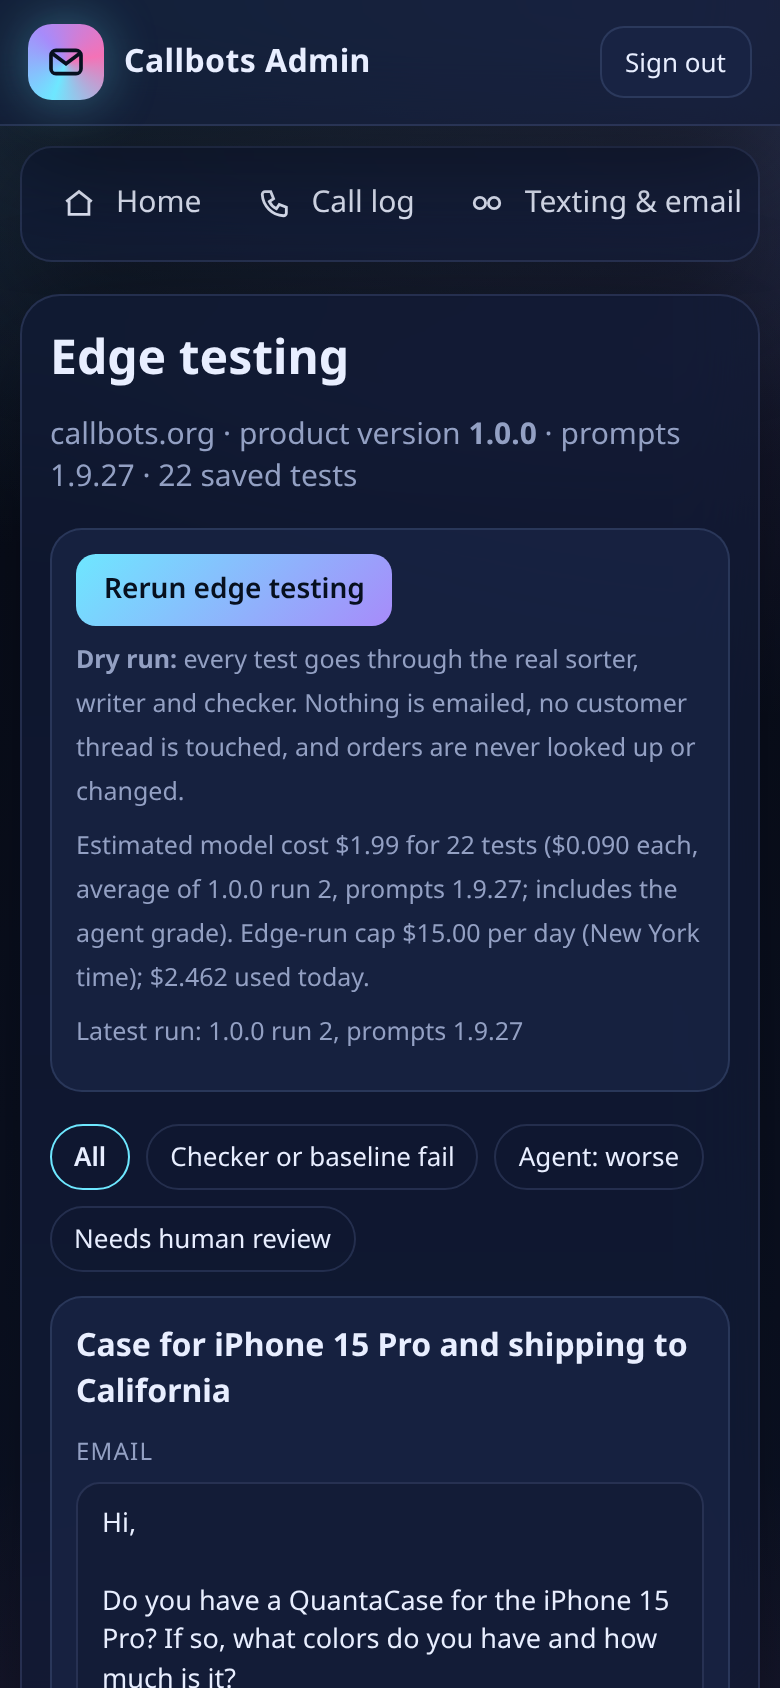 Callbots Admin
Sign out
Home
Call log
Texting & email
Edge testing
callbots.org · product version 1.0.0 · prompts
1.9.27 · 22 saved tests
Rerun edge testing
Dry run: every test goes through the real sorter,
writer and checker. Nothing is emailed, no customer
thread is touched, and orders are never looked up or
changed.
Estimated model cost $1.99 for 22 tests ($0.090 each,
average of 1.0.0 run 2, prompts 1.9.27; includes the
agent grade). Edge-run cap $15.00 per day (New York
time); $2.462 used today.
Latest run: 1.0.0 run 2, prompts 1.9.27
All
Checker or baseline fail
Agent: worse
Needs human review
Case for iPhone 15 Pro and shipping to
California
EMAIL
Hi,
Do you have a QuantaCase for the iPhone 15
Pro? If so, what colors do you have and how
much is it?